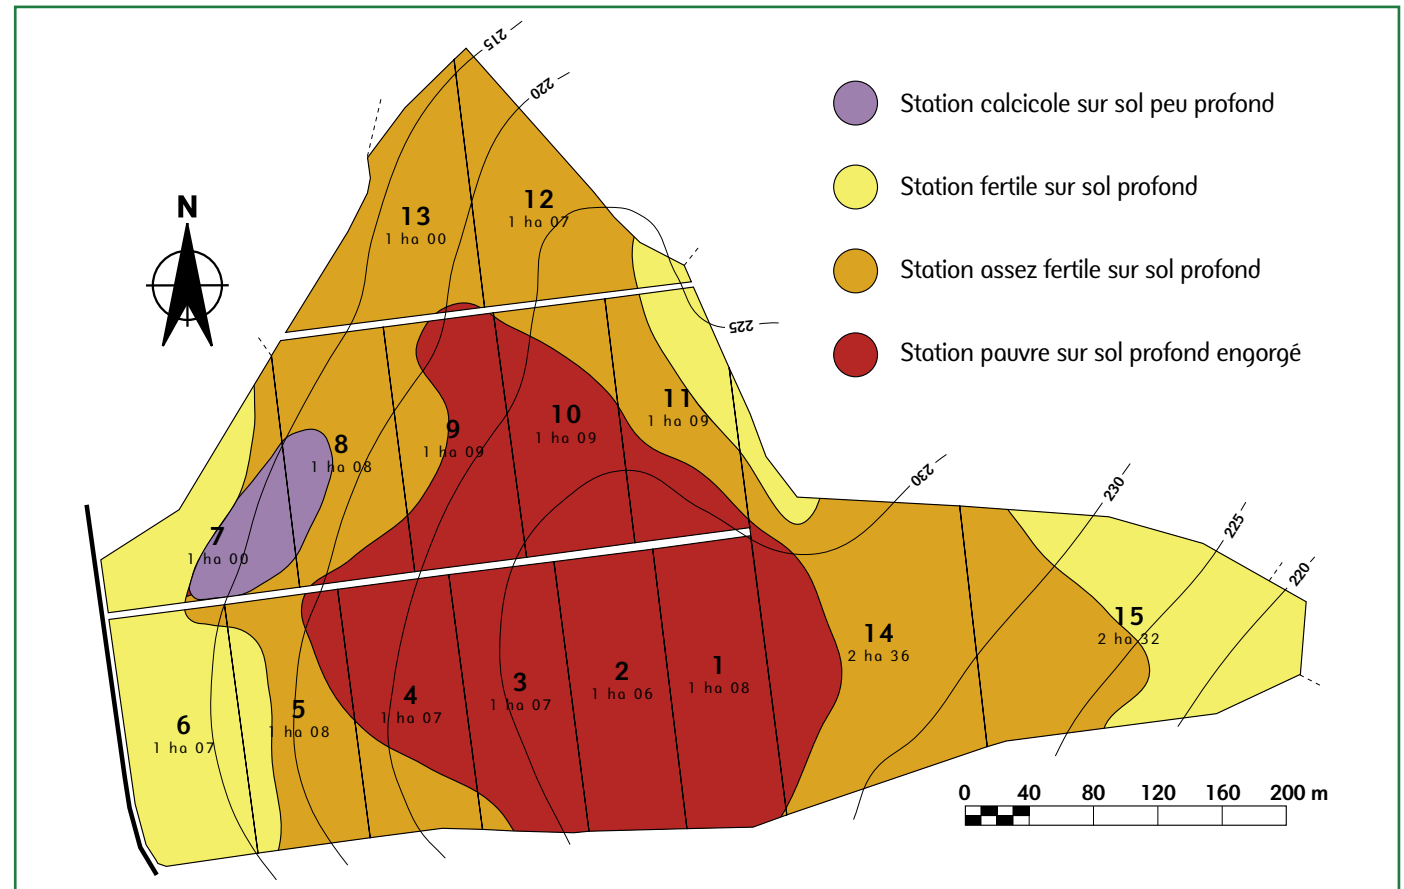 215
220
Station calcicole sur sol peu profond
Station fertile sur sol profond
Station assez fertile sur sol profond
Station pauvre sur sol profond engorgé
N
13
1 ha 00
12
1 ha 07
225
11
1 ha 09
10
1 ha 09
9
1 ha 09
8
1 ha 08
7
1 ha 00
230
230
225
220
15
2 ha 32
14
2 ha 36
1
1 ha 08
2
1 ha 06
3
1 ha 07
4
1 ha 07
5
1 ha 08
6
1 ha 07
0 40 80 120 160 200 m